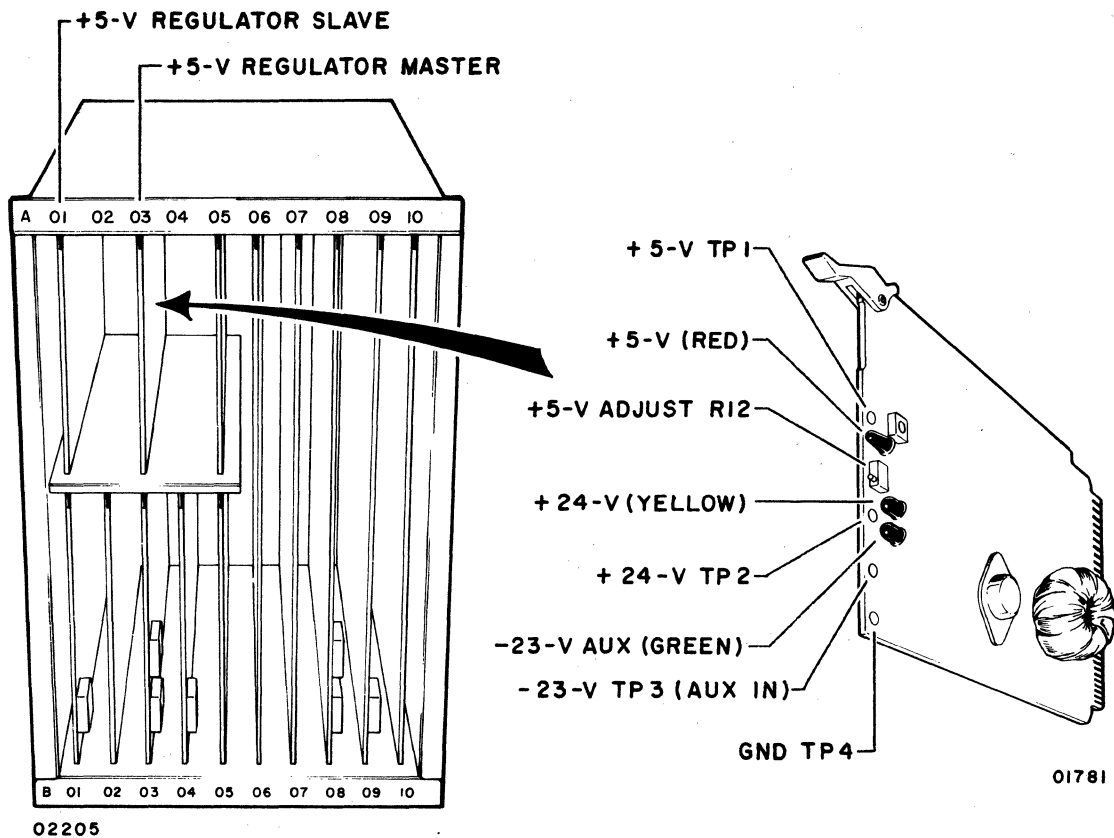 +5-V REGULATOR SLAVE
+5-V REGULATOR MASTER
A 01 02 03 04 05 06 07 08 09 10
+5-V TP1
+5-V (RED)
+5-V ADJUST R12
+24-V (YELLOW)
+24-V TP2
-23-V AUX (GREEN)
-23-V TP3 (AUX IN)
GND TP4
B 01 02 03 04 05 06 07 08 09 10
01781
02205